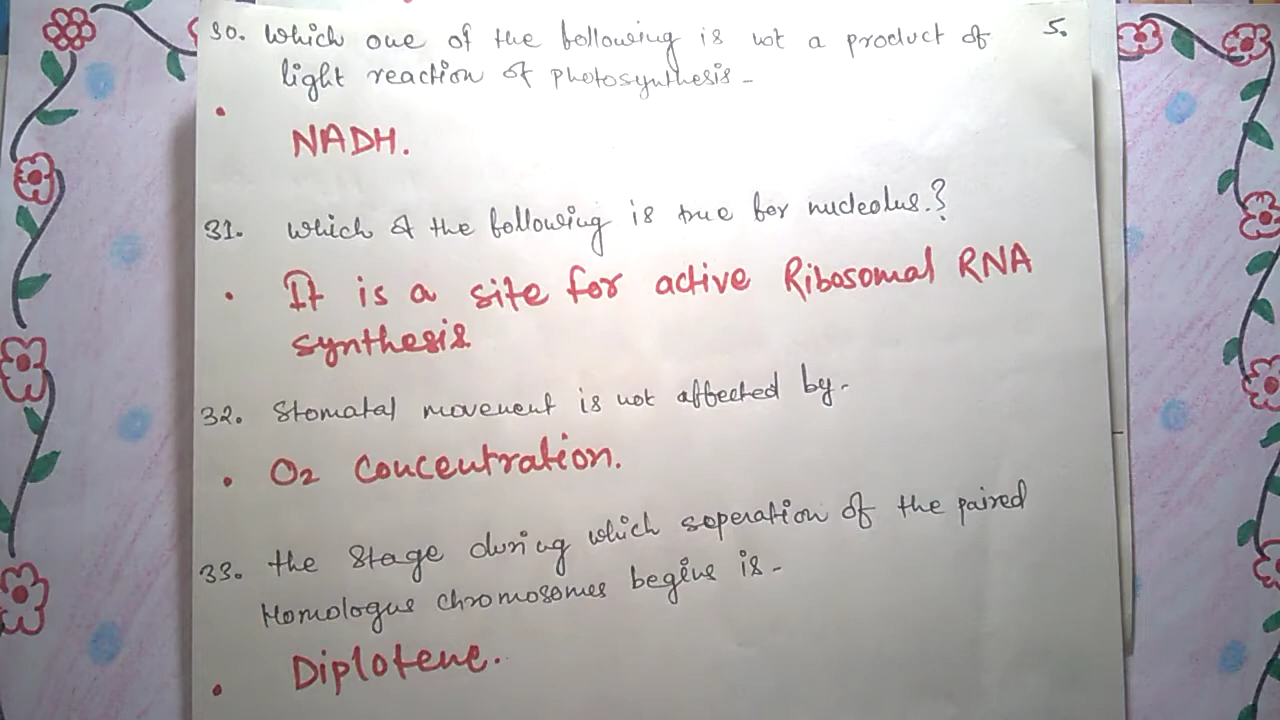 30. Which one of the following is not a product of
5.
light reaction of photosynthesis -
NADH.
31. Which of the following is true for nucleolus.?
It is a site for active Ribosomal RNA
synthesis
32. Stomatal movement is not affected by.
O2 Concentration.
33. the Stage during which seperation of the paired
Homologus chromosomes begins is -
Diplotene.